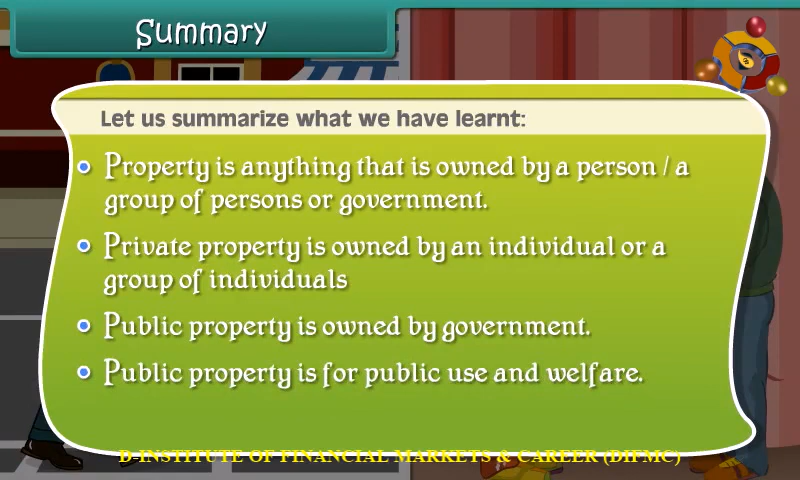 Summary
Let us summarize what we have learnt:
Property is anything that is owned by a person / a
group of persons or government.
Private property is owned by an individual or a
group of individuals
Public property is owned by government.
Public property is for public use and welfare.
D-INSTITUTE OF FINANCIAL MARKETS & CAREER (DIFMC)